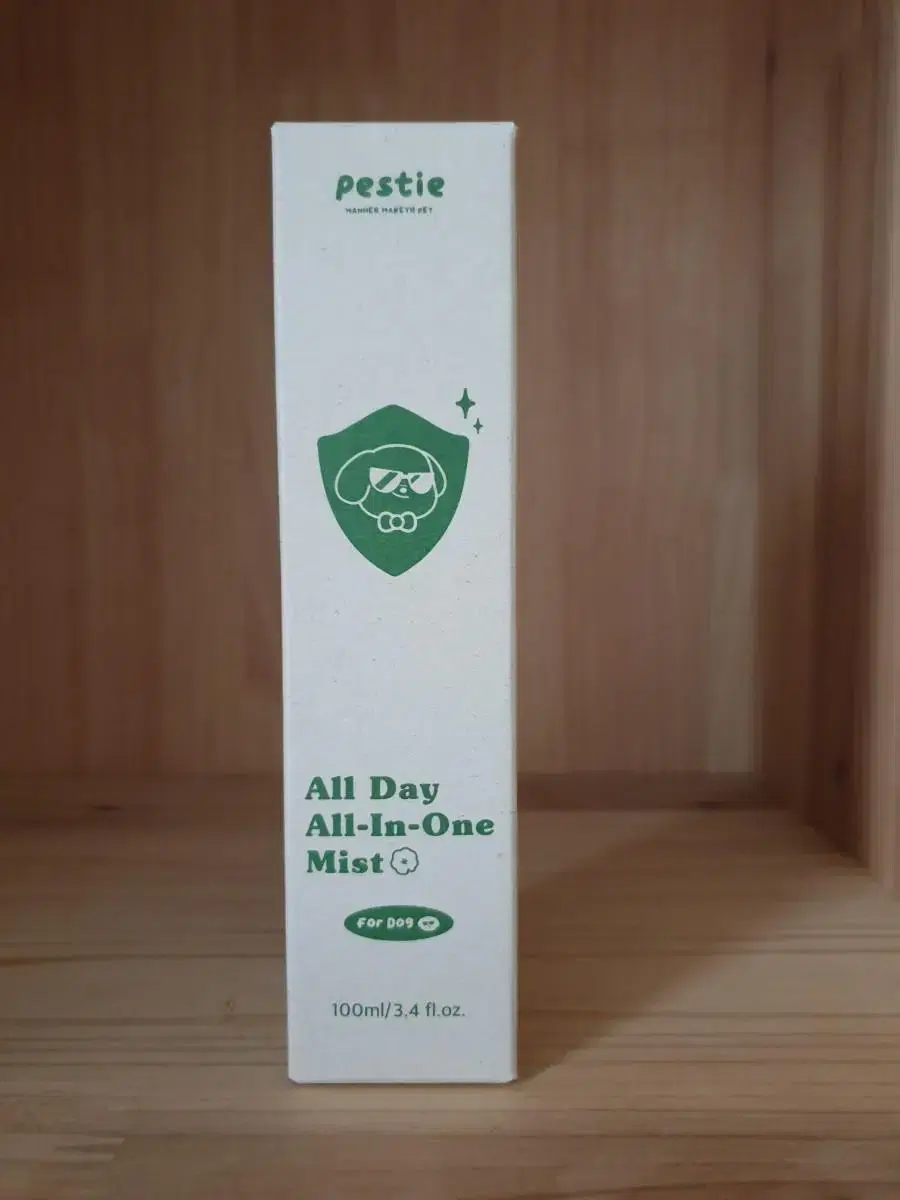 pestie
MANNER MAKETH PET
All Day
All-In-One
Mist
For Dog
100ml/3.4 fl.oz.